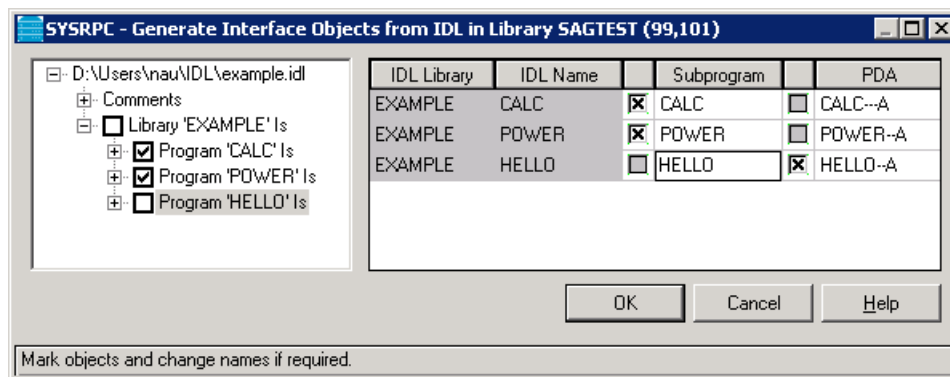 SYSRPC - Generate Interface Objects from IDL in Library SAGTEST (99,101)
D:\Users\nau\IDL\example.idl
Comments
Library 'EXAMPLE' Is
Program 'CALC' Is
Program 'POWER' Is
Program 'HELLO' Is
IDL Library IDL Name Subprogram PDA
EXAMPLE CALC CALC CALC---A
EXAMPLE POWER POWER POWER--A
EXAMPLE HELLO HELLO HELLO--A
OK Cancel Help
Mark objects and change names if required.